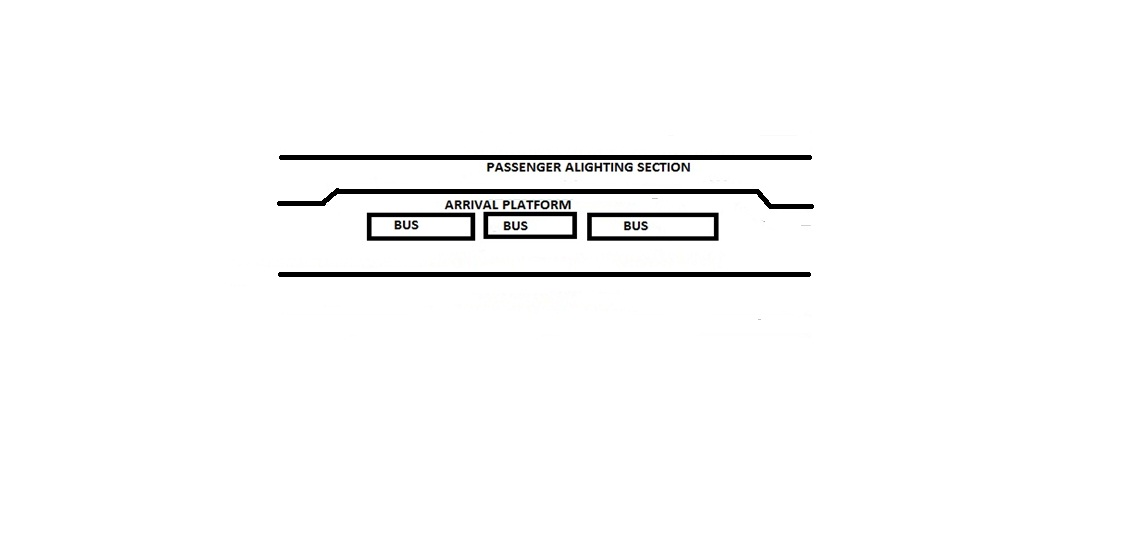 PASSENGER ALIGHTING SECTION
ARRIVAL PLATFORM
BUS
BUS
BUS